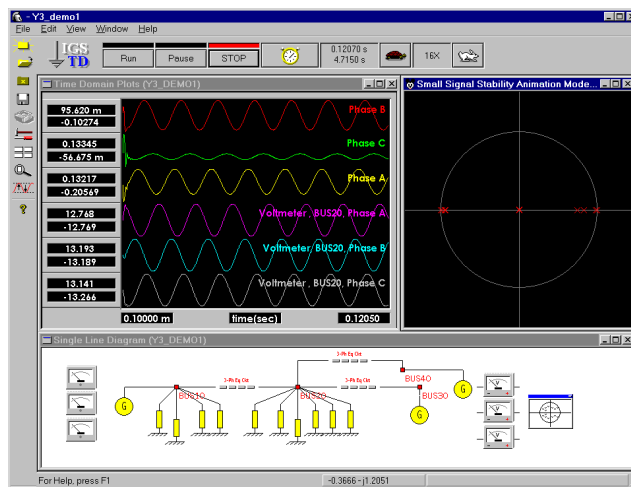 - Y3_demo1
File Edit View Window Help
IGS
TD
Run Pause STOP
0.12070 s
4.7150 s
16X
Time Domain Plots (Y3_DEMO1)
95.620 m
-0.10274
0.13345
-56.675 m
0.13217
-0.20569
12.768
-12.769
13.193
-13.189
13.141
-13.266
Phase B
Phase C
Phase A
Voltmeter, BUS20, Phase A
Voltmeter, BUS20, Phase B
Voltmeter, BUS20, Phase C
0.10000 m time(sec) 0.12050
Small Signal Stability Animation Mode...
Single Line Diagram (Y3_DEMO1)
3-Ph Eq Ckt
3-Ph Eq Ckt
3-Ph Eq Ckt
BUS40
BUS10
BUS20
BUS30
G
G
G
V
V
V
For Help, press F1
-0.3666 - j1.2051